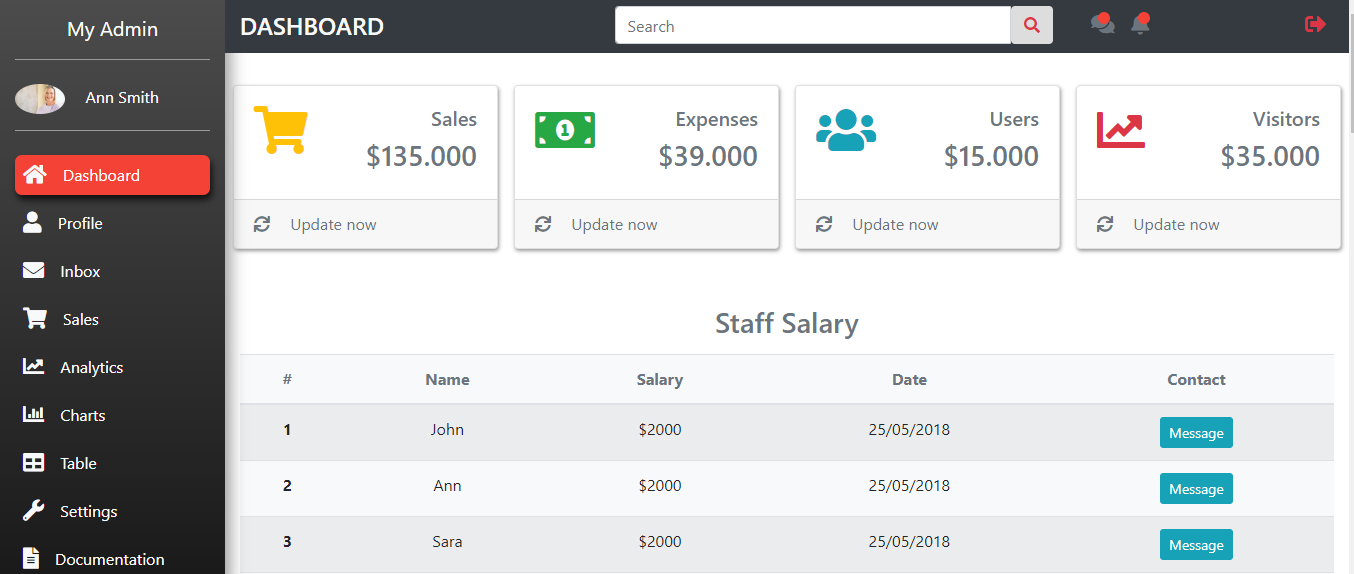 My Admin
Ann Smith
Dashboard
Profile
Inbox
Sales
Analytics
Charts
Table
Settings
Documentation
DASHBOARD
Search
Sales
$135.000
Update now
Expenses
$39.000
Update now
Users
$15.000
Update now
Visitors
$35.000
Update now
Staff Salary
# Name Salary Date Contact
1 John $2000 25/05/2018 Message
2 Ann $2000 25/05/2018 Message
3 Sara $2000 25/05/2018 Message